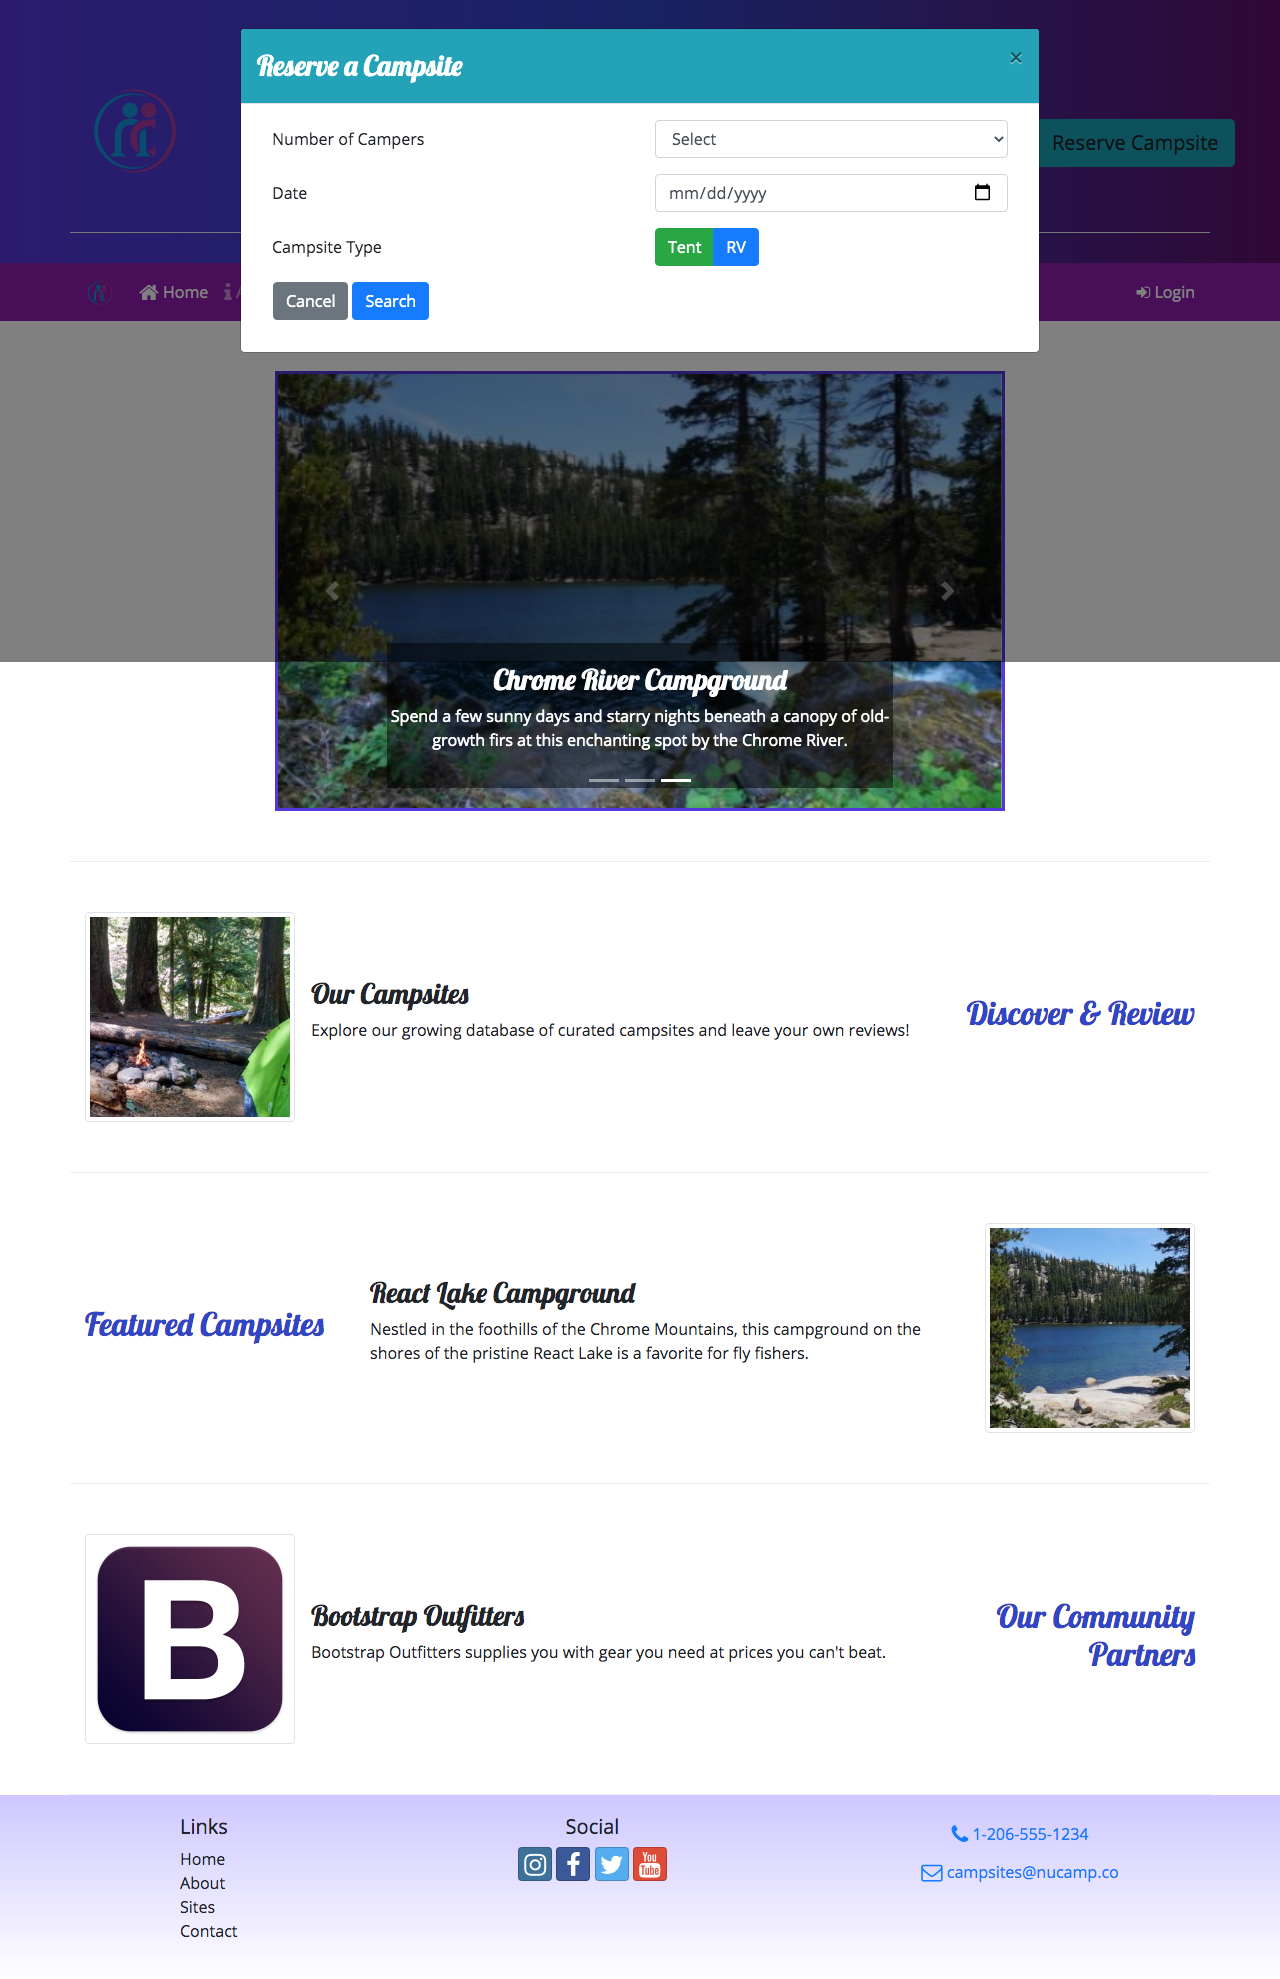 Reserve a Campsite
×
Reserve Campsite
Number of Campers
Select
Date
mm/dd/yyyy
Campsite Type
Tent
RV
Cancel
Search
Home
Login
Chrome River Campground
Spend a few sunny days and starry nights beneath a canopy of old-
growth firs at this enchanting spot by the Chrome River.
Our Campsites
Explore our growing database of curated campsites and leave your own reviews!
Discover & Review
Featured Campsites
React Lake Campground
Nestled in the foothills of the Chrome Mountains, this campground on the
shores of the pristine React Lake is a favorite for fly fishers.
B
Bootstrap Outfitters
Bootstrap Outfitters supplies you with gear you need at prices you can't beat.
Our Community
Partners
Links
Home
About
Sites
Contact
Social
You
Tube
1-206-555-1234
campsites@nucamp.co